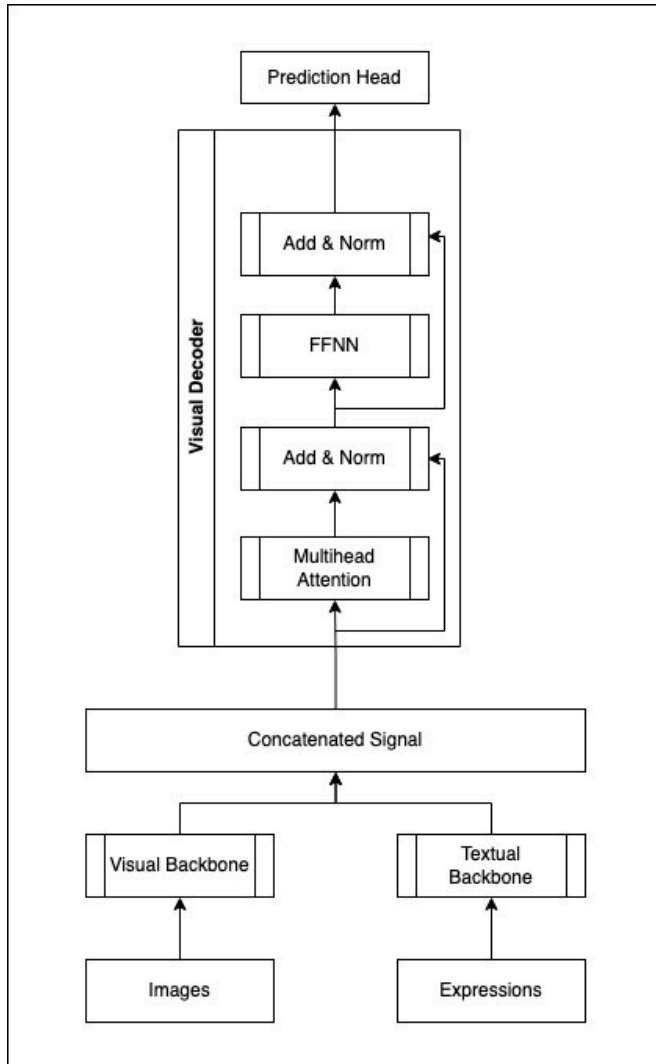 Prediction Head
Visual Decoder
Add & Norm
FFNN
Add & Norm
Multihead
Attention
Concatenated Signal
Visual Backbone
Textual
Backbone
Images
Expressions